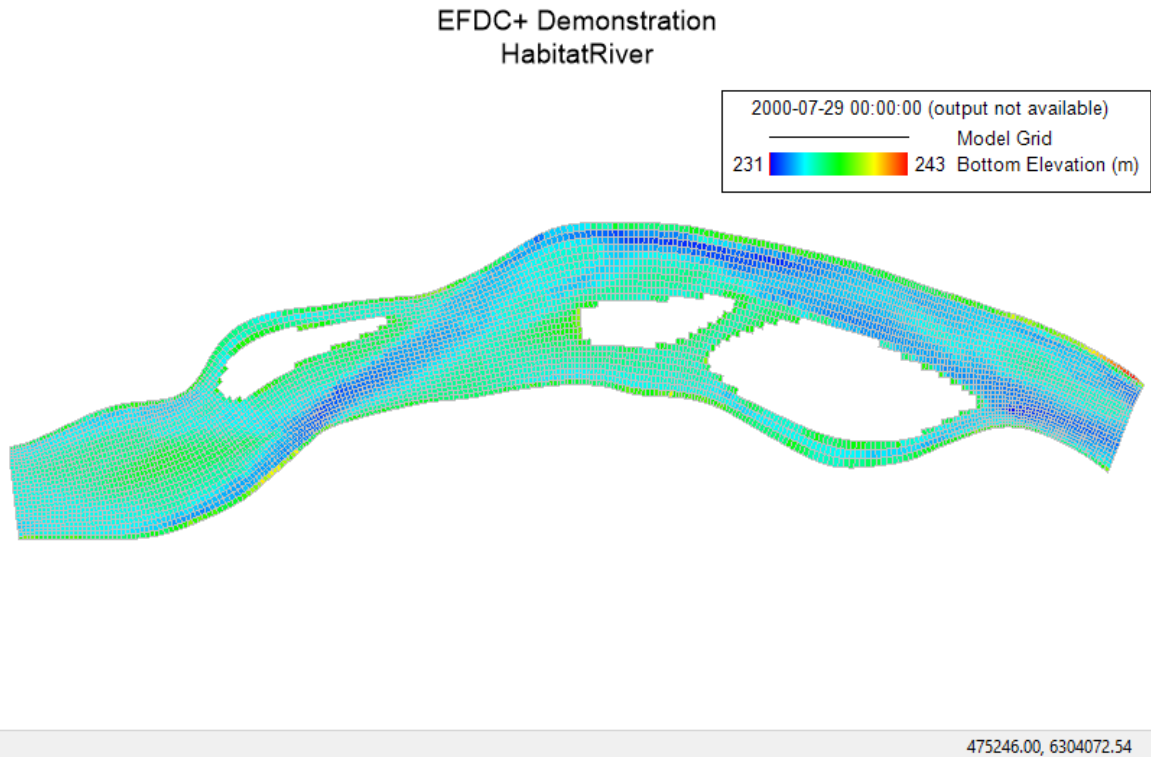 EFDC+ Demonstration
HabitatRiver
2000-07-29 00:00:00 (output not available)
Model Grid
231 243 Bottom Elevation (m)
475246.00, 6304072.54